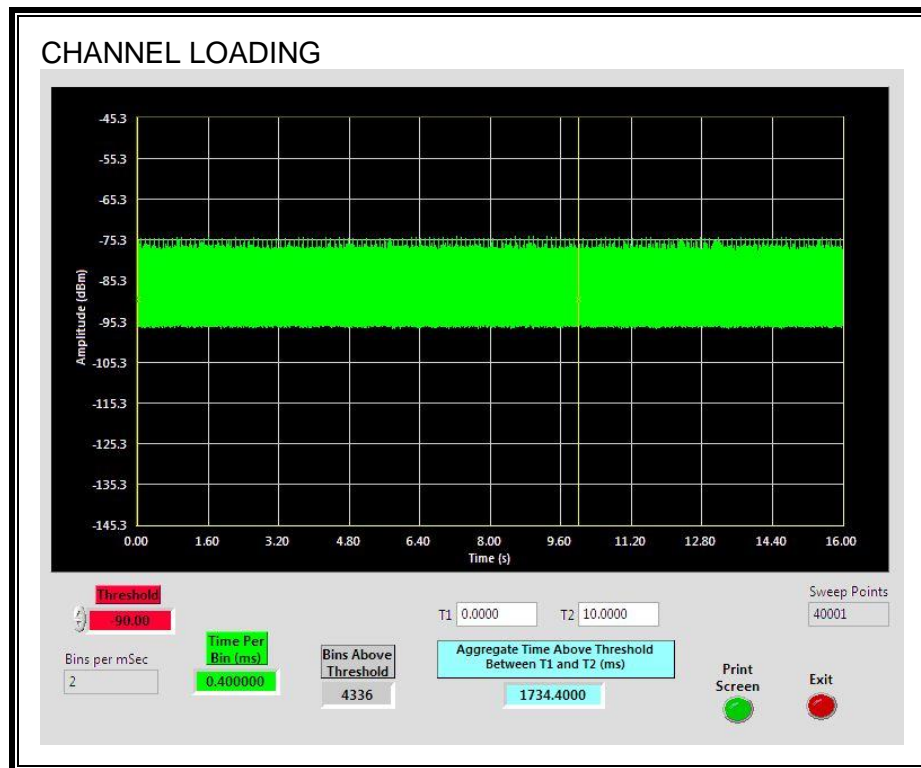 CHANNEL LOADING
-45.3
-55.3
-65.3
-75.3
-85.3
-95.3
-105.3
-115.3
-125.3
-135.3
-145.3
Amplitude (dBm)
0.00 1.60 3.20 4.80 6.40 8.00 9.60 11.20 12.80 14.40 16.00
Time (s)
Threshold
-90.00
T1 0.0000 T2 10.0000
Sweep Points
40001
Bins per mSec
2
Time Per
Bin (ms)
0.400000
Bins Above
Threshold
4336
Aggregate Time Above Threshold
Between T1 and T2 (ms)
1734.4000
Print
Screen
Exit